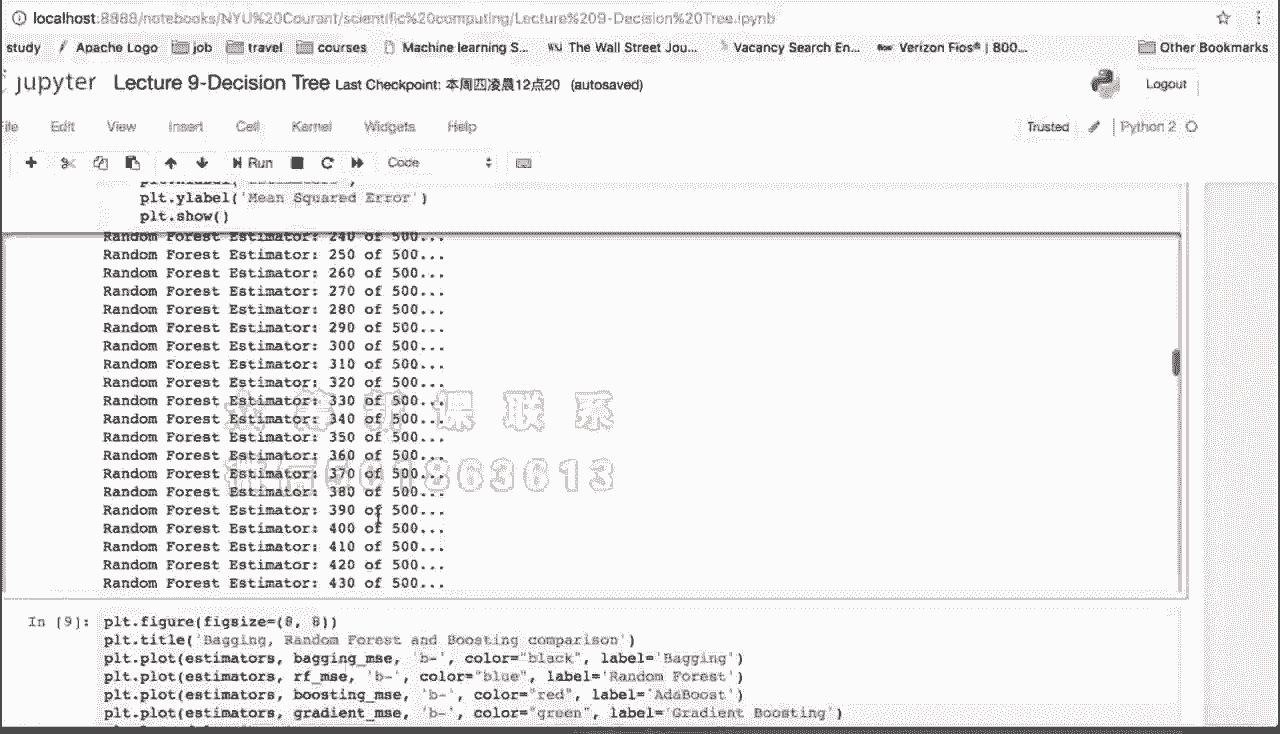 localhost:8888/notebooks/NYU%20Courant/scientific%20computing/Lecture%209-Decision%20Tree.ipynb
study Apache Logo job travel courses Machine learning S... WSJ The Wall Street Jou... Vacancy Search En... Verizon Fios® | 800... Other Bookmarks
jupyter Lecture 9-Decision Tree Last Checkpoint: 本周四凌晨12点20 (autosaved) Logout
File Edit View Insert Cell Kernel Widgets Help Trusted Python 2
Run Code
plt.ylabel('Mean Squared Error')
plt.show()
Random Forest Estimator: 240 of 500...
Random Forest Estimator: 250 of 500...
Random Forest Estimator: 260 of 500...
Random Forest Estimator: 270 of 500...
Random Forest Estimator: 280 of 500...
Random Forest Estimator: 290 of 500...
Random Forest Estimator: 300 of 500...
Random Forest Estimator: 310 of 500...
Random Forest Estimator: 320 of 500...
Random Forest Estimator: 330 of 500...
Random Forest Estimator: 340 of 500...
Random Forest Estimator: 350 of 500...
Random Forest Estimator: 360 of 500...
Random Forest Estimator: 370 of 500...
Random Forest Estimator: 380 of 500...
Random Forest Estimator: 390 of 500...
Random Forest Estimator: 400 of 500...
Random Forest Estimator: 410 of 500...
Random Forest Estimator: 420 of 500...
Random Forest Estimator: 430 of 500...
课联系
863613
In [9]: plt.figure(figsize=(8, 8))
plt.title('Bagging, Random Forest and Boosting comparison')
plt.plot(estimators, bagging_mse, 'b-', color="black", label='Bagging')
plt.plot(estimators, rf_mse, 'b-', color="blue", label='Random Forest')
plt.plot(estimators, boosting_mse, 'b-', color="red", label='AdaBoost')
plt.plot(estimators, gradient_mse, 'b-', color="green", label='Gradient Boosting')